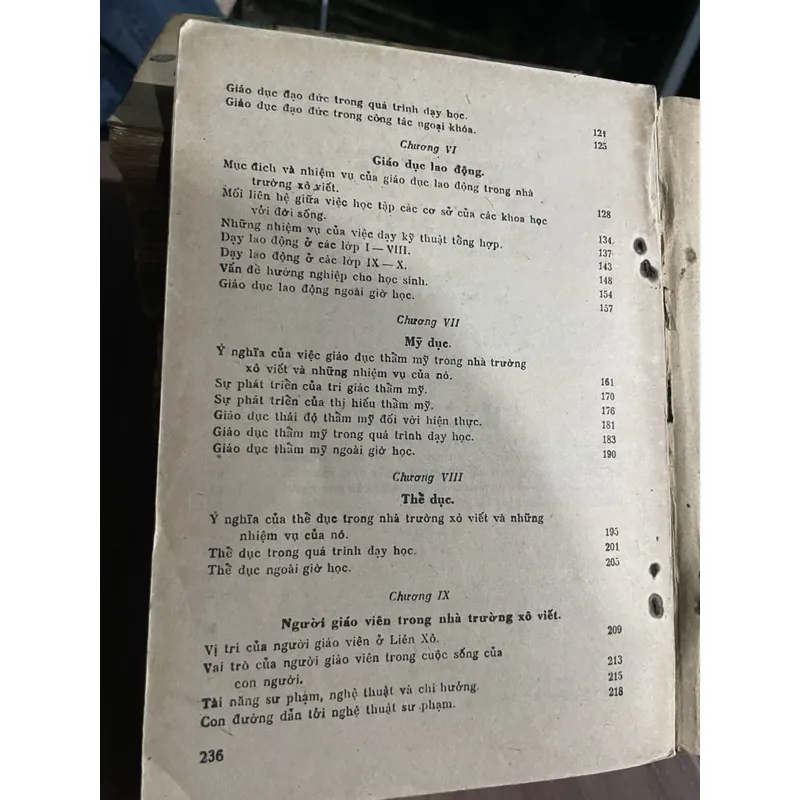 Giáo dục đạo đức trong quá trình dạy học. 121
Giáo dục đạo đức trong công tác ngoại khóa. 125
Chương VI
Giáo dục lao động.
Mục đích và nhiệm vụ của giáo dục lao động trong nhà
trường xô viết. 128
Mối liên hệ giữa việc học tập các cơ sở của các khoa học
với đời sống. 134
Những nhiệm vụ của việc dạy kỹ thuật tổng hợp. 137
Dạy lao động ở các lớp I — VIII. 143
Dạy lao động ở các lớp IX — X. 148
Vấn đề hướng nghiệp cho học sinh. 154
Giáo dục lao động ngoài giờ học. 157
Chương VII
Mỹ dục.
Ý nghĩa của việc giáo dục thẩm mỹ trong nhà trường
xô viết và những nhiệm vụ của nó. 161
Sự phát triển của tri giác thẩm mỹ. 170
Sự phát triển của thị hiếu thẩm mỹ. 176
Giáo dục thái độ thẩm mỹ đối với hiện thực. 181
Giáo dục thẩm mỹ trong quá trình dạy học. 183
Giáo dục thẩm mỹ ngoài giờ học. 190
Chương VIII
Thể dục.
Ý nghĩa của thể dục trong nhà trường xô viết và những
nhiệm vụ của nó. 195
Thể dục trong quá trình dạy học. 201
Thể dục ngoài giờ học. 205
Chương IX
Người giáo viên trong nhà trường xô viết.
Vị trí của người giáo viên ở Liên Xô. 209
Vai trò của người giáo viên trong cuộc sống của
con người. 213
Tài năng sư phạm, nghệ thuật và chí hướng. 215
Con đường dẫn tới nghệ thuật sư phạm. 218
236